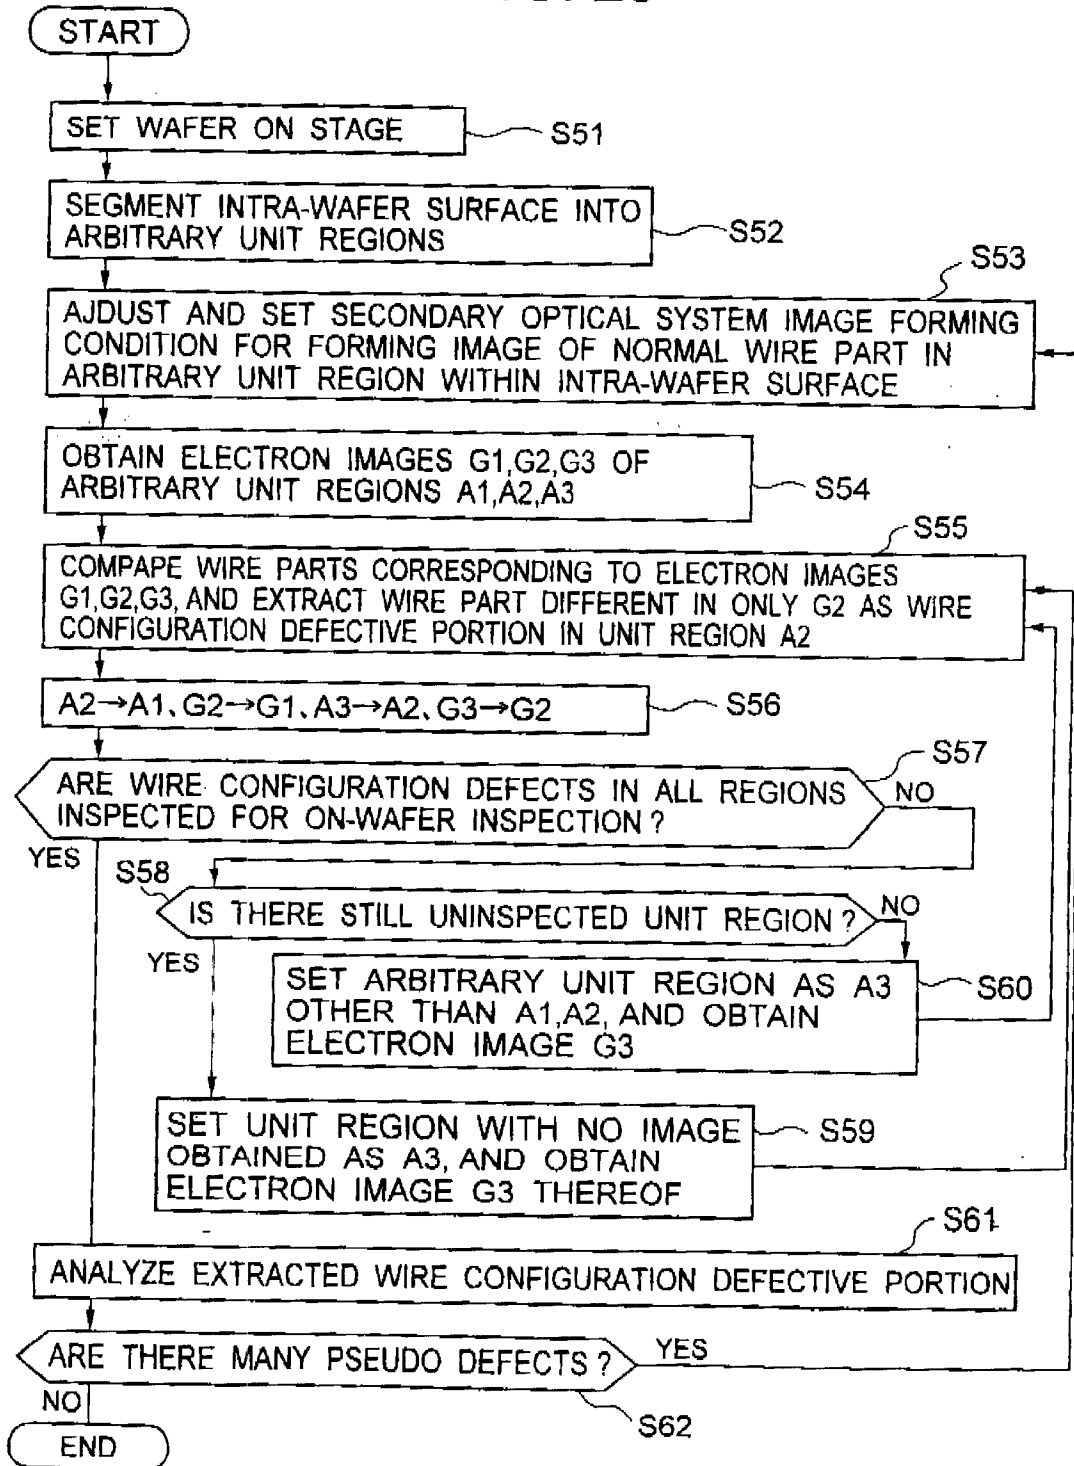 START
SET WAFER ON STAGE
S51
SEGMENT INTRA-WAFER SURFACE INTO
ARBITRARY UNIT REGIONS
S52
S53
AJDUST AND SET SECONDARY OPTICAL SYSTEM IMAGE FORMING
CONDITION FOR FORMING IMAGE OF NORMAL WIRE PART IN
ARBITRARY UNIT REGION WITHIN INTRA-WAFER SURFACE
OBTAIN ELECTRON IMAGES G1,G2,G3 OF
ARBITRARY UNIT REGIONS A1,A2,A3
S54
S55
COMPAPE WIRE PARTS CORRESPONDING TO ELECTRON IMAGES
G1,G2,G3, AND EXTRACT WIRE PART DIFFERENT IN ONLY G2 AS WIRE
CONFIGURATION DEFECTIVE PORTION IN UNIT REGION A2
A2→A1、G2→G1、A3→A2、G3→G2
S56
S57
ARE WIRE CONFIGURATION DEFECTS IN ALL REGIONS
INSPECTED FOR ON-WAFER INSPECTION ?
NO
YES
S58
IS THERE STILL UNINSPECTED UNIT REGION ?
NO
YES
SET ARBITRARY UNIT REGION AS A3
OTHER THAN A1,A2, AND OBTAIN
ELECTRON IMAGE G3
S60
SET UNIT REGION WITH NO IMAGE
OBTAINED AS A3, AND OBTAIN
ELECTRON IMAGE G3 THEREOF
S59
S61
ANALYZE EXTRACTED WIRE CONFIGURATION DEFECTIVE PORTION
ARE THERE MANY PSEUDO DEFECTS ?
YES
NO
S62
END